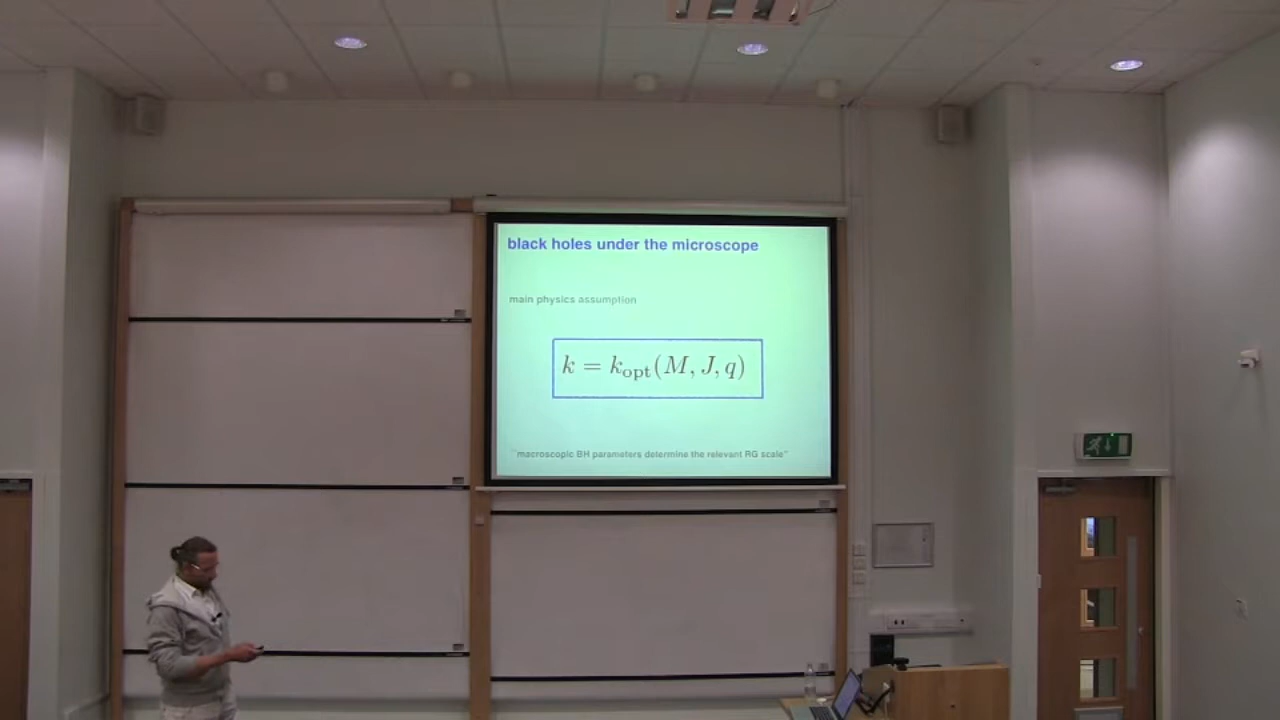 black holes under the microscope
main physics assumption
k = k_opt(M, J, q)
``macroscopic BH parameters determine the relevant RG scale''